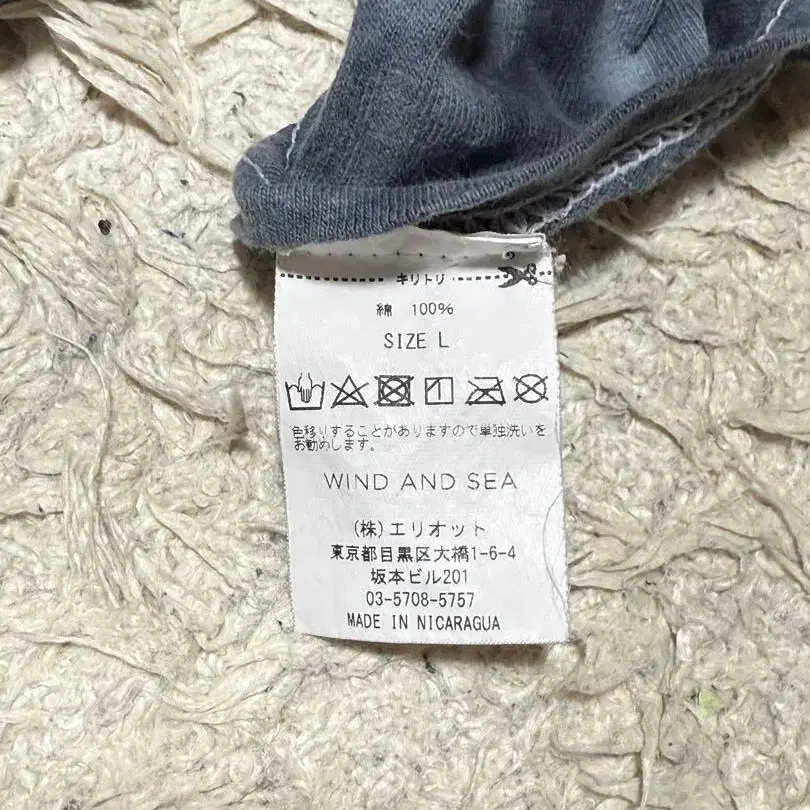 キリトリ
綿 100%
SIZE L
色移りすることがありますので単独洗いを
お勧めします。
WIND AND SEA
(株)エリオット
東京都目黒区大橋1-6-4
坂本ビル201
03-5708-5757
MADE IN NICARAGUA